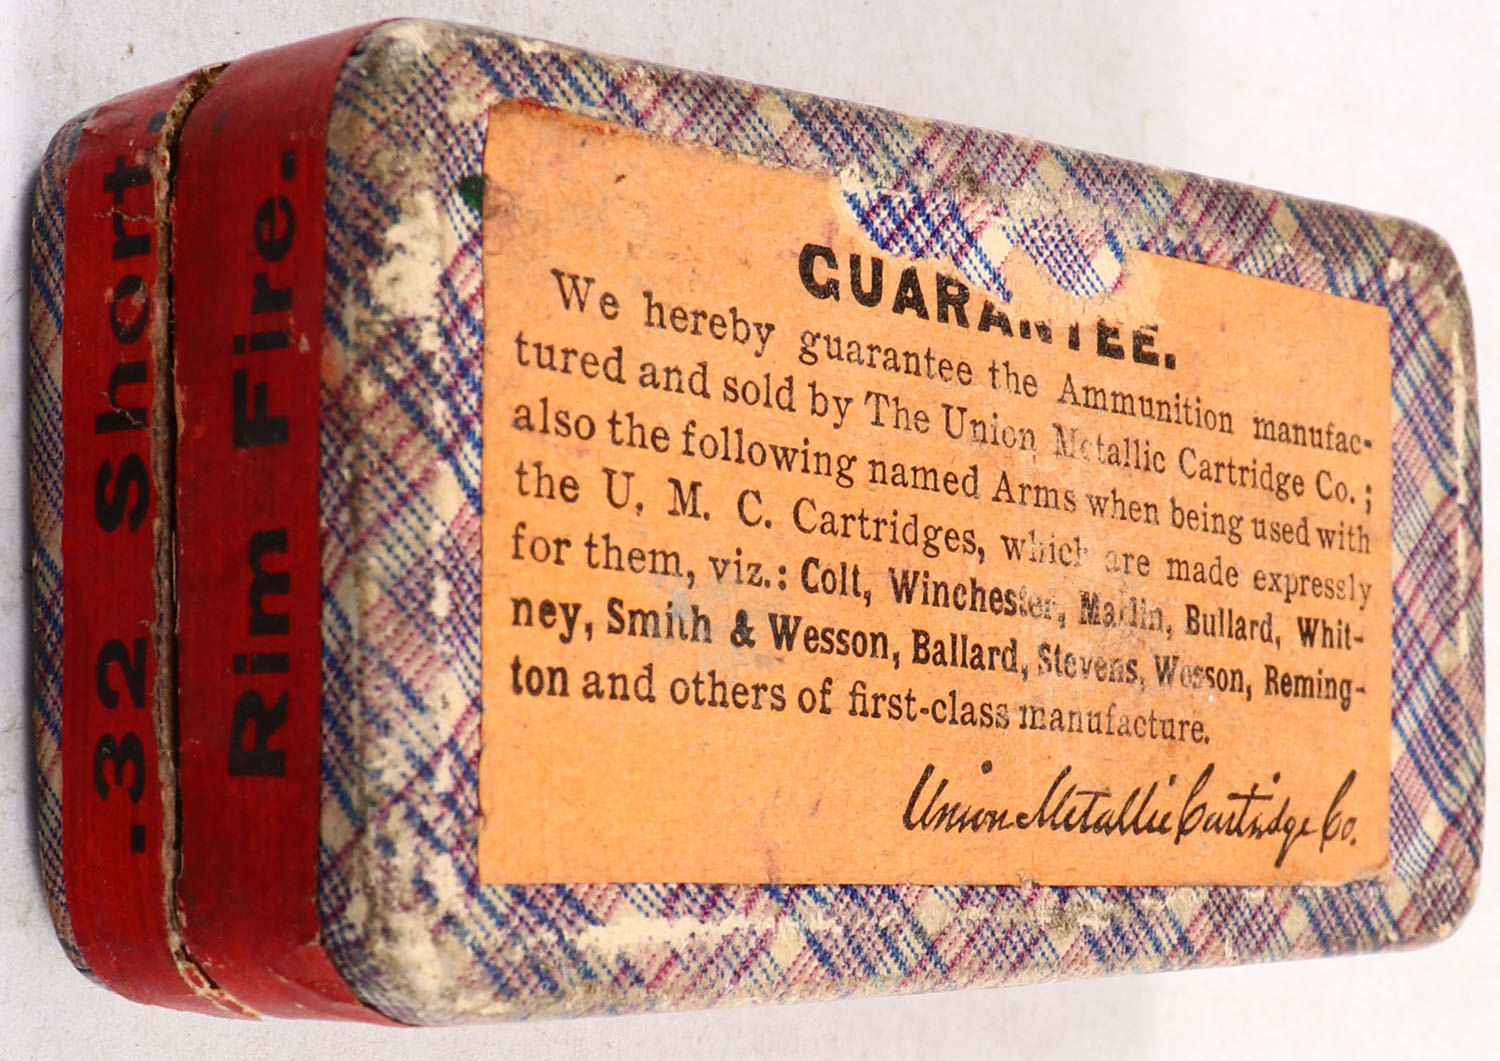 .32 Short.
Rim Fire.
GUARANTEE.
We hereby guarantee the Ammunition manufac-
tured and sold by The Union Metallic Cartridge Co.;
also the following named Arms when being used with
the U. M. C. Cartridges, which are made expressly
for them, viz.: Colt, Winchester, Marlin, Bullard, Whit-
ney, Smith & Wesson, Ballard, Stevens, Wesson, Reming-
ton and others of first-class manufacture.
Union Metallic Cartridge Co.